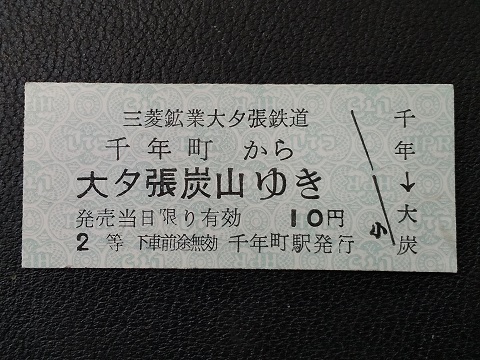 三菱鉱業大夕張鉄道
千年町から
大夕張炭山ゆき
発売当日限り有効 10円
2等 下車前途無効 千年町駅発行
千年→大炭